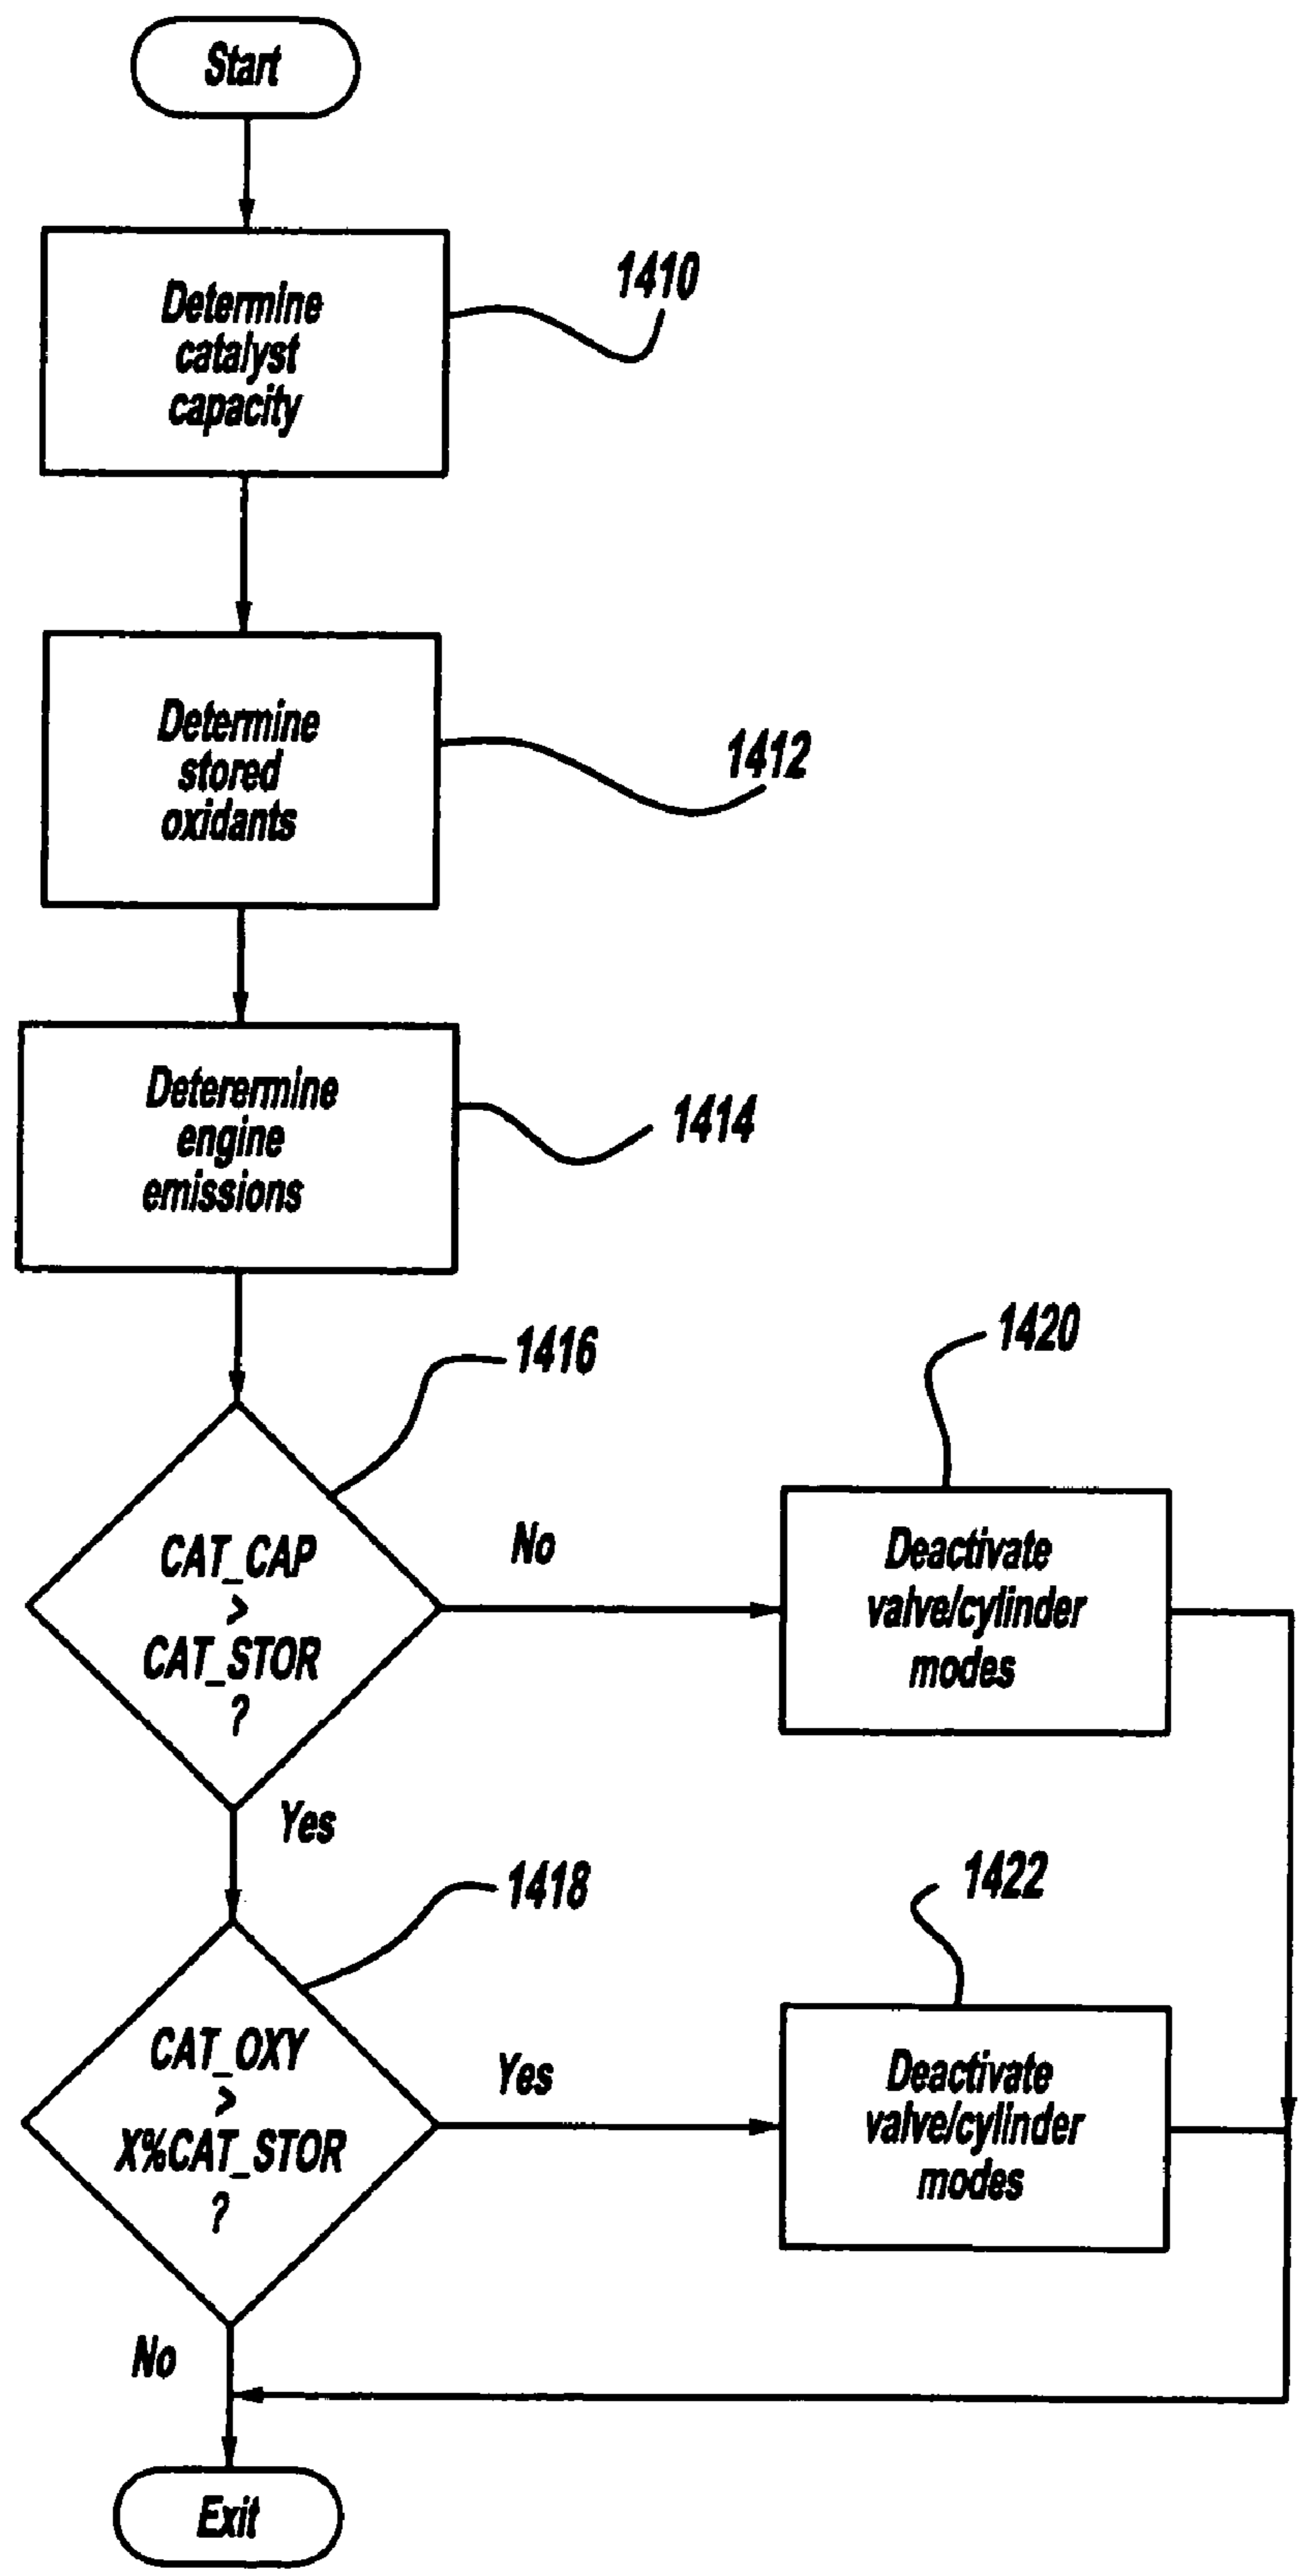 Start
Determine
catalyst
capacity
1410
Determine
stored
oxidants
1412
Deterermine
engine
emissions
1414
1416
CAT_CAP
>
CAT_STOR
?
No
1420
Deactivate
valve/cylinder
modes
Yes
1418
CAT_OXY
>
X%CAT_STOR
?
Yes
1422
Deactivate
valve/cylinder
modes
No
Exit